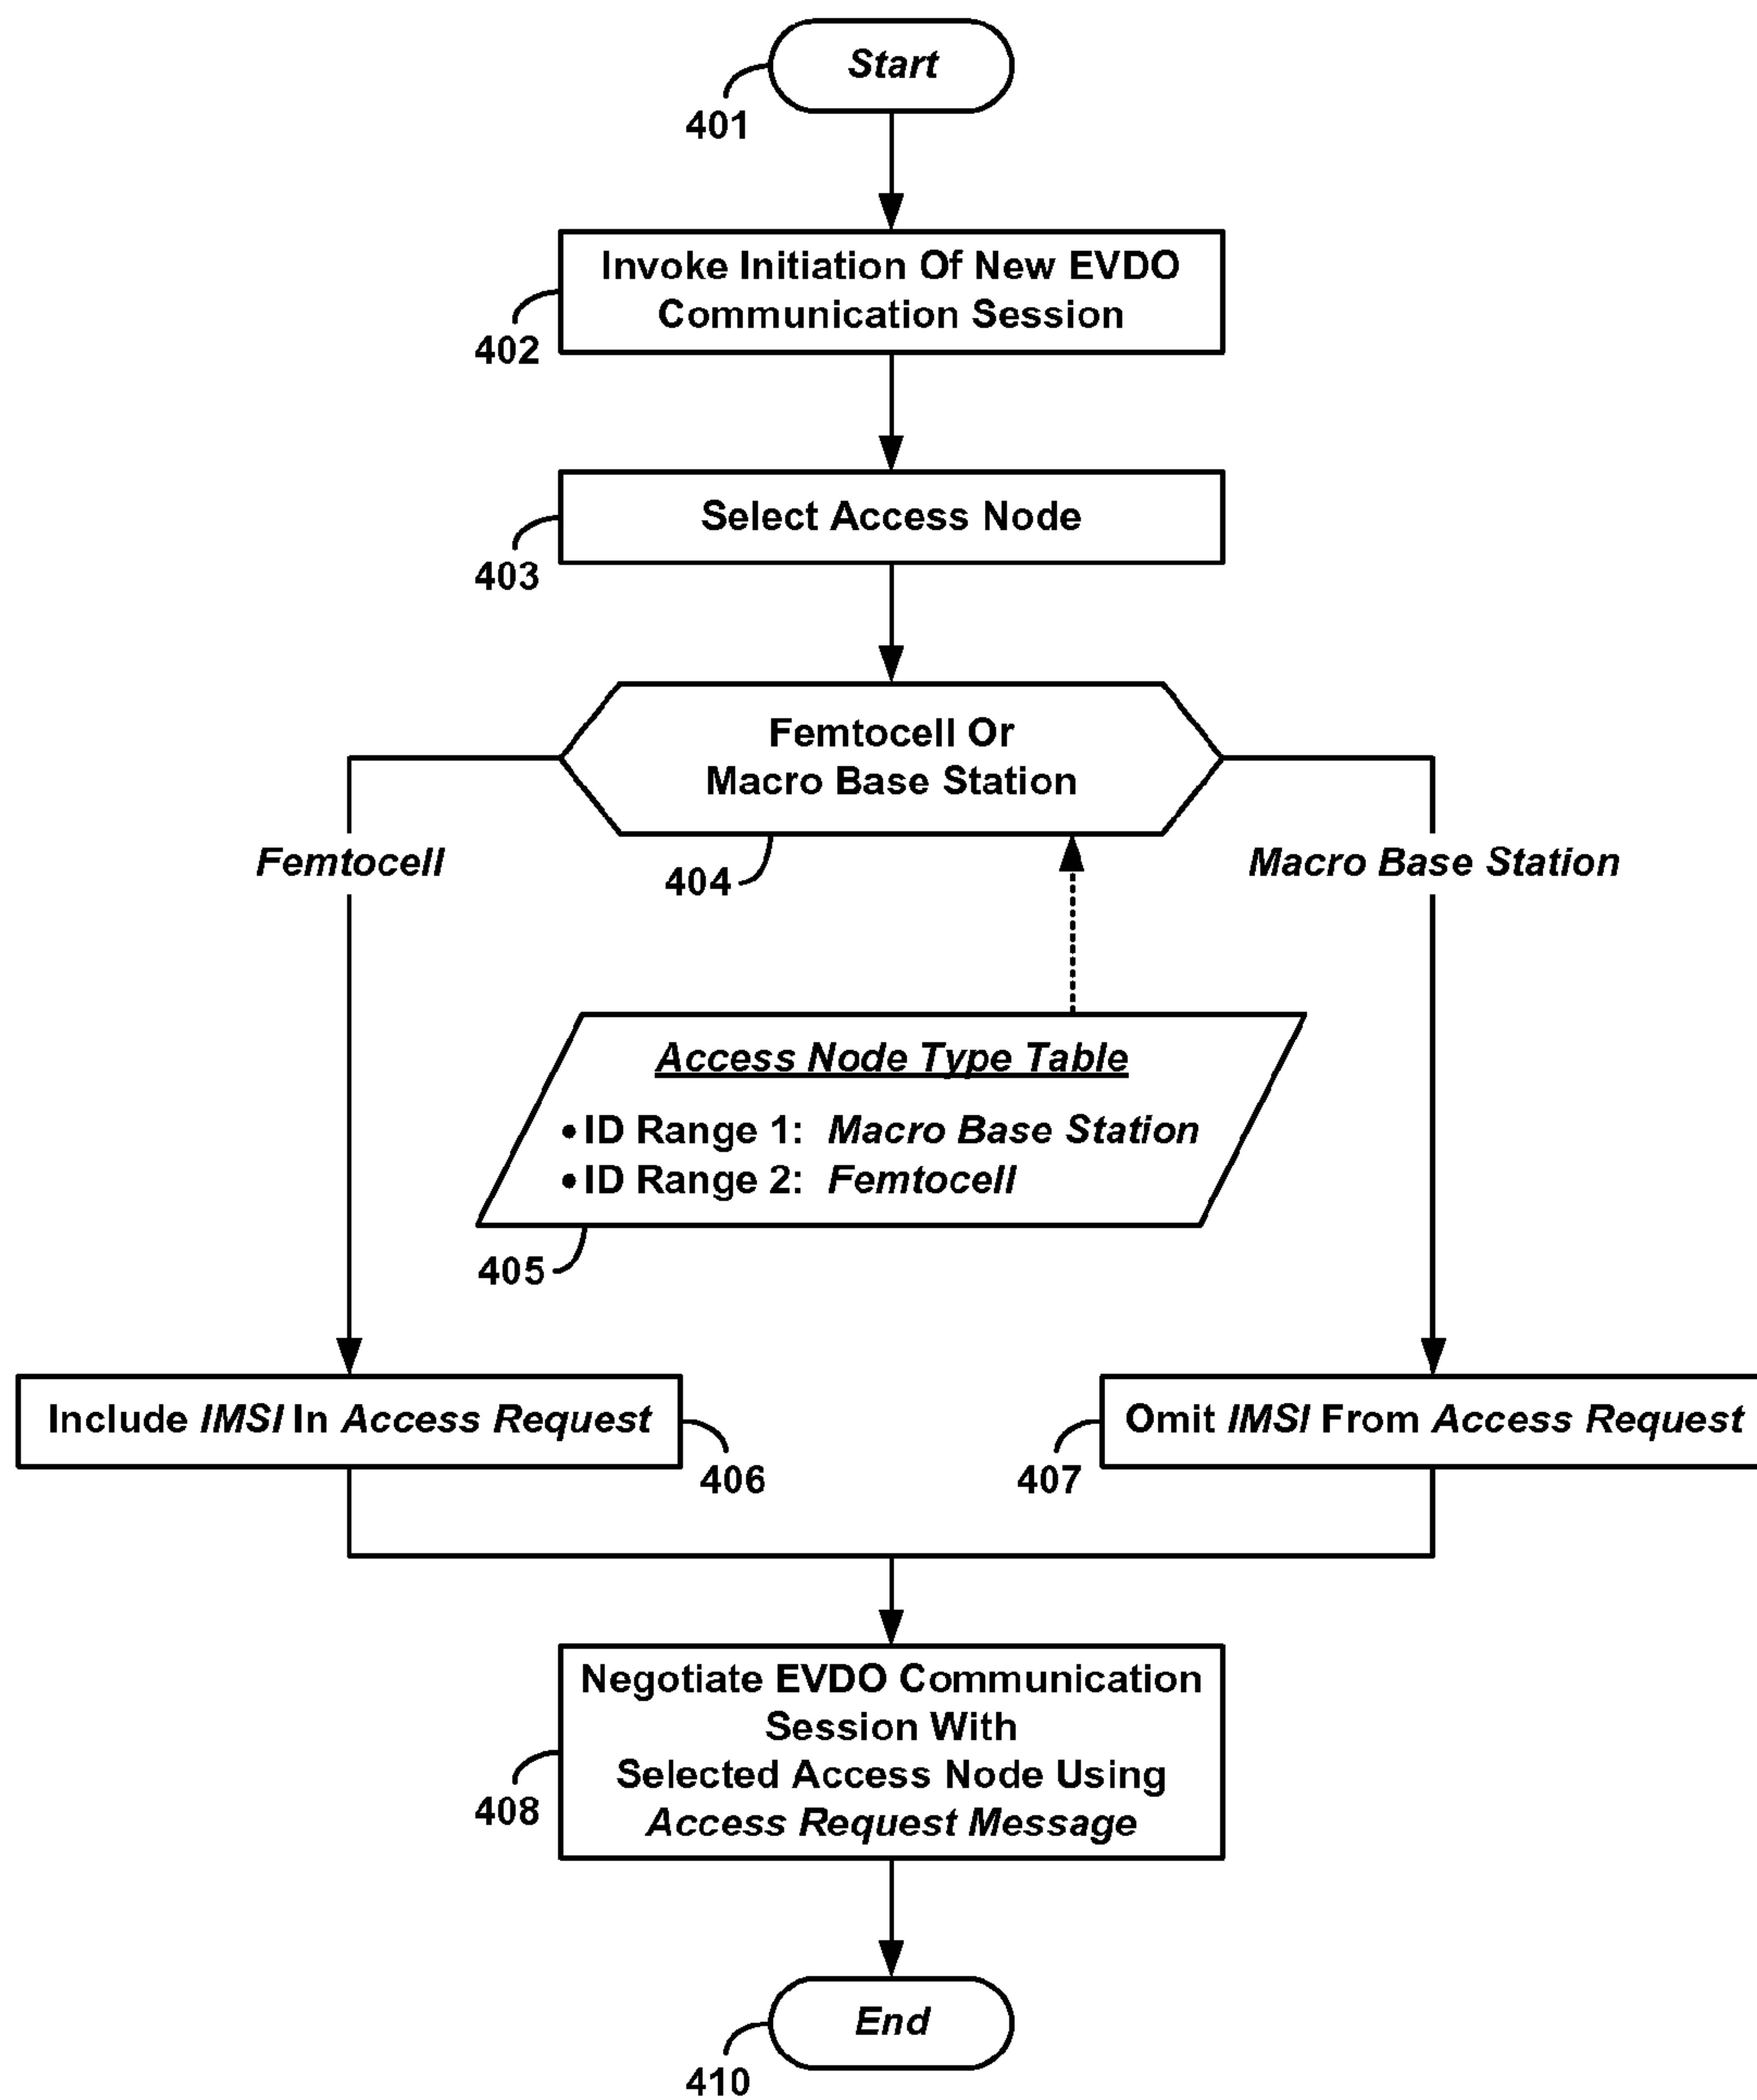 Start
401
Invoke Initiation Of New EVDO
Communication Session
402
Select Access Node
403
Femtocell Or
Macro Base Station
404
Femtocell
Macro Base Station
Access Node Type Table
• ID Range 1: Macro Base Station
• ID Range 2: Femtocell
405
Include IMSI In Access Request
406
Omit IMSI From Access Request
407
Negotiate EVDO Communication
Session With
Selected Access Node Using
Access Request Message
408
End
410